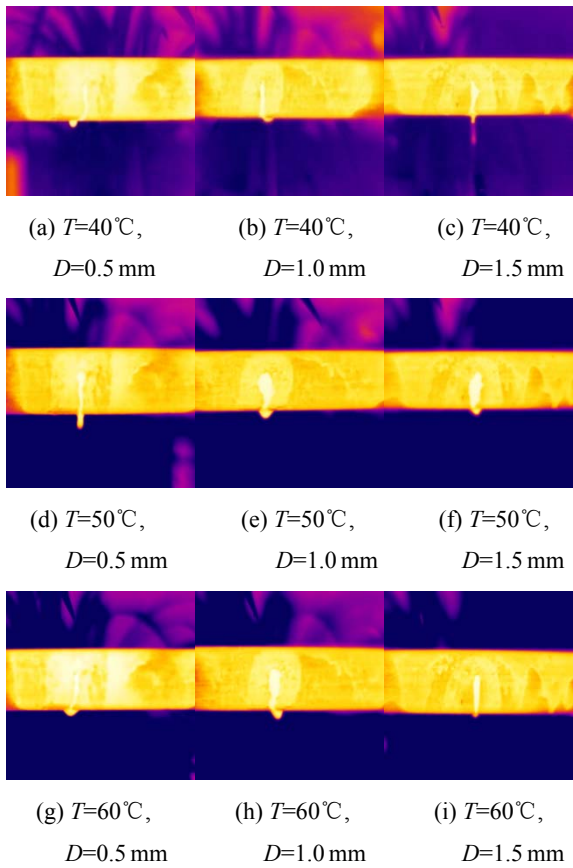 (a) T=40℃, (b) T=40℃, (c) T=40℃,
D=0.5 mm D=1.0 mm D=1.5 mm
(d) T=50℃, (e) T=50℃, (f) T=50℃,
D=0.5 mm D=1.0 mm D=1.5 mm
(g) T=60℃, (h) T=60℃, (i) T=60℃,
D=0.5 mm D=1.0 mm D=1.5 mm